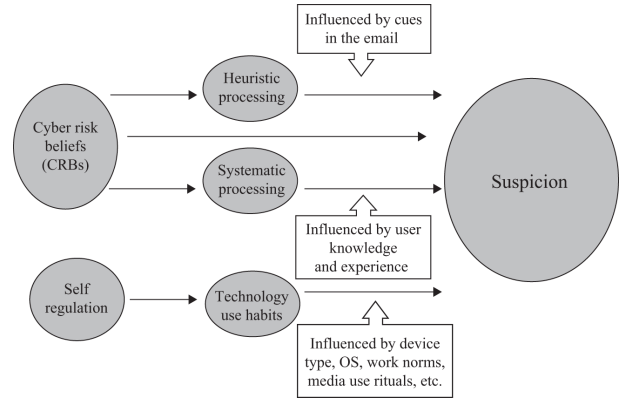 Influenced by cues
in the email
Heuristic
processing
Cyber risk
beliefs
(CRBs)
Systematic
processing
Suspicion
Influenced by user
knowledge
and experience
Self
regulation
Technology
use habits
Influenced by device
type, OS, work norms,
media use rituals, etc.